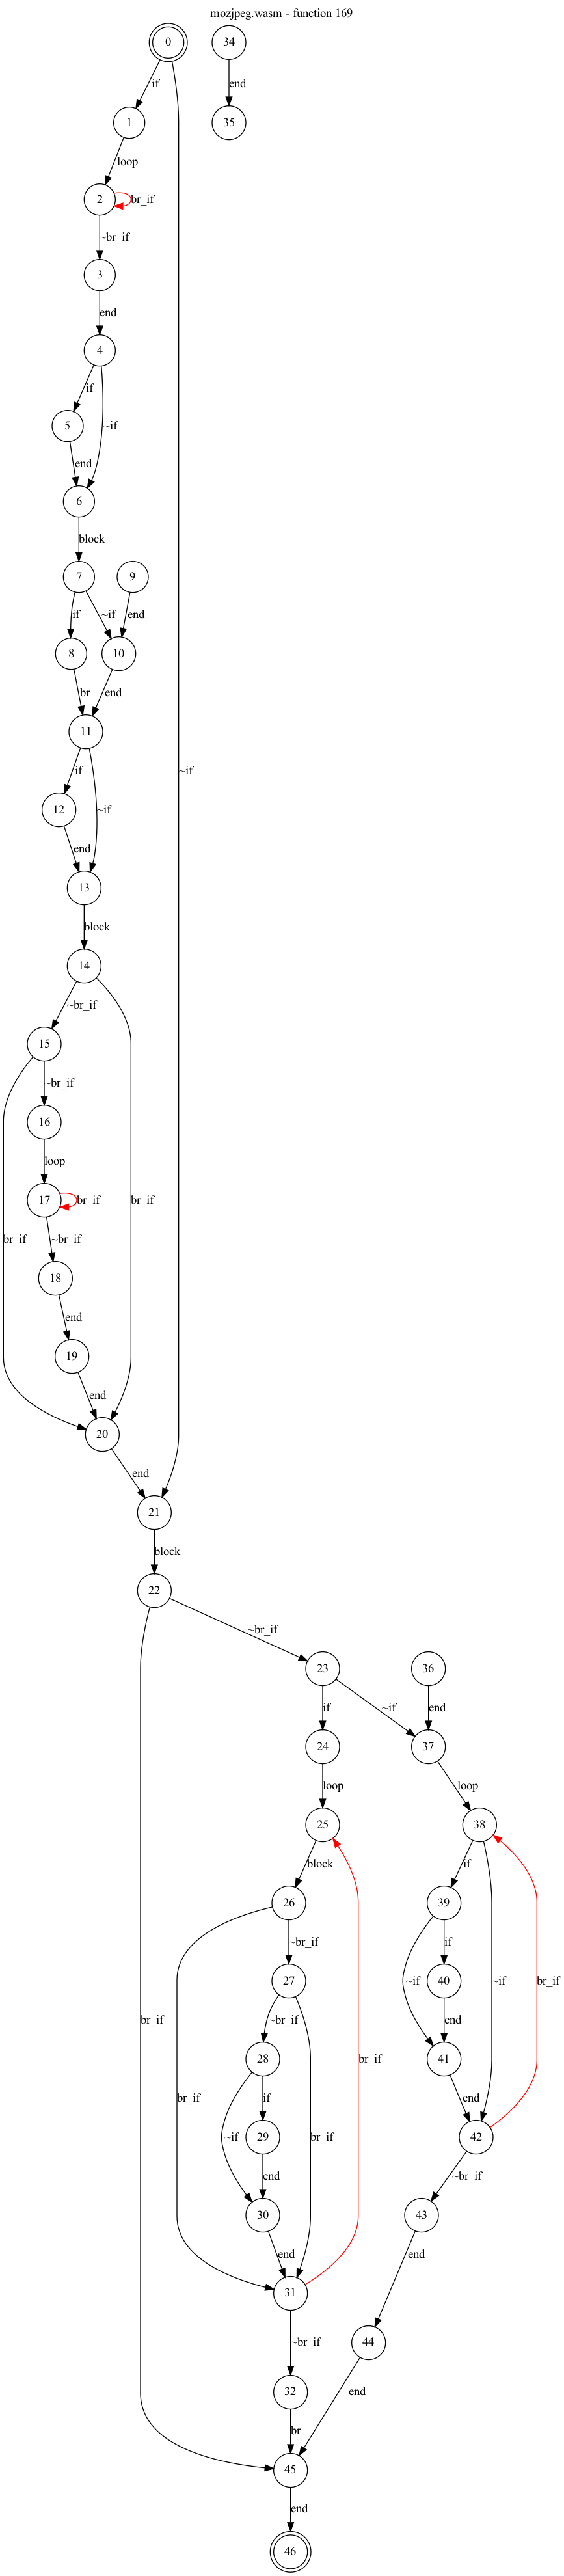 mozjpeg.wasm - function 169
0 34
if end
1 35
loop
2 br_if
~br_if
3
end
4
if
5 ~if
end
6
block
7 9
if ~if end
8 10
br end
11
if ~if
12 ~if
end
13
block
14
~br_if
15
~br_if
16
loop
17 br_if br_if
br_if ~br_if
18
end
19
end
20
end
21
block
22
~br_if
23 36
if ~if end
24 37
loop loop
25 38
block if
26 39
~br_if if
27 ~if 40 ~if br_if
br_if ~br_if end
br_if 28 br_if 41
~if if br_if end
29 42
end ~br_if
30 43
end end
31
~br_if 44
32 end
br
45
end
46